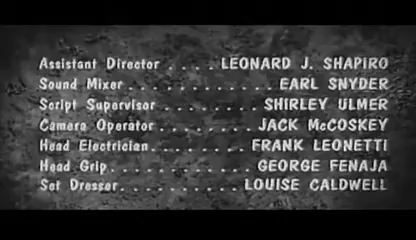 Assistant Director . . . . LEONARD J. SHAPIRO
Sound Mixer . . . . . . . . . . . . EARL SNYDER
Script Supervisor . . . . . . . . SHIRLEY ULMER
Camera Operator . . . . . . . . JACK McCOSKEY
Head Electrician . . . . . . . . FRANK LEONETTI
Head Grip . . . . . . . . . . . . GEORGE FENAJA
Set Dresser . . . . . . . . . . . LOUISE CALDWELL